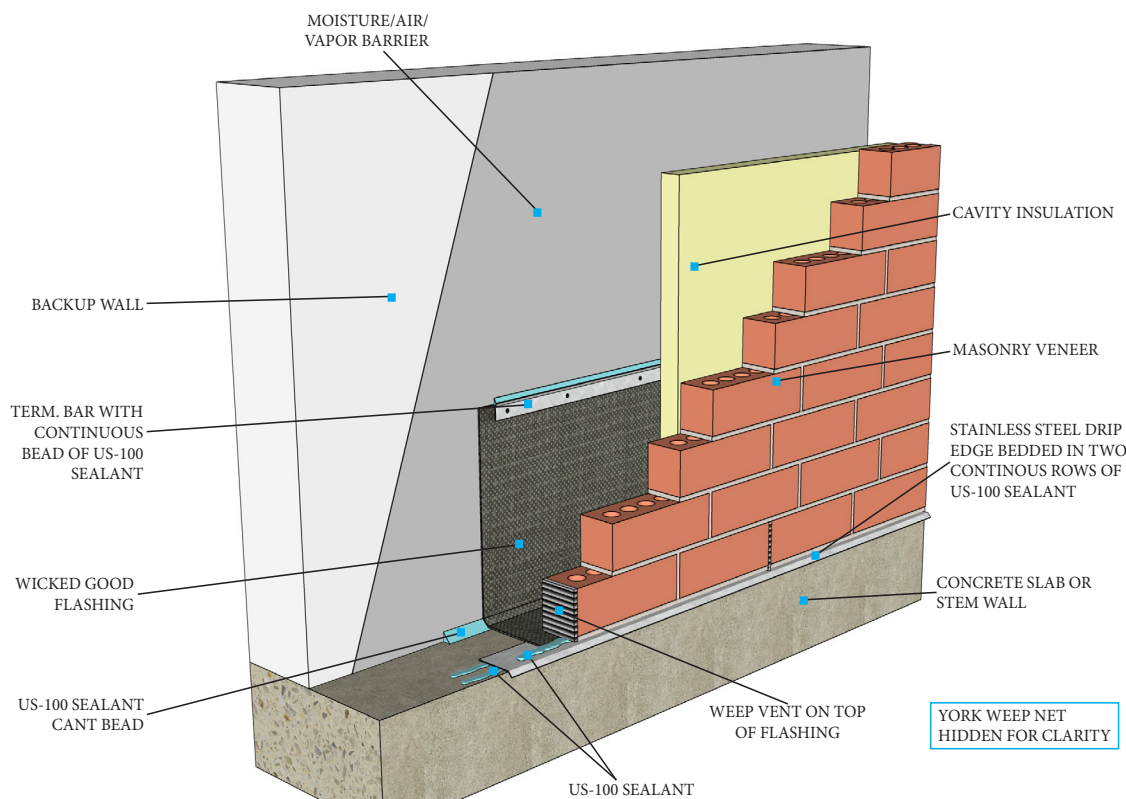 MOISTURE/AIR/
VAPOR BARRIER
CAVITY INSULATION
BACKUP WALL
MASONRY VENEER
TERM. BAR WITH
CONTINUOUS
BEAD OF US-100
SEALANT
STAINLESS STEEL DRIP
EDGE BEDDED IN TWO
CONTINOUS ROWS OF
US-100 SEALANT
WICKED GOOD
FLASHING
CONCRETE SLAB OR
STEM WALL
US-100 SEALANT
CANT BEAD
WEEP VENT ON TOP
OF FLASHING
YORK WEEP NET
HIDDEN FOR CLARITY
US-100 SEALANT